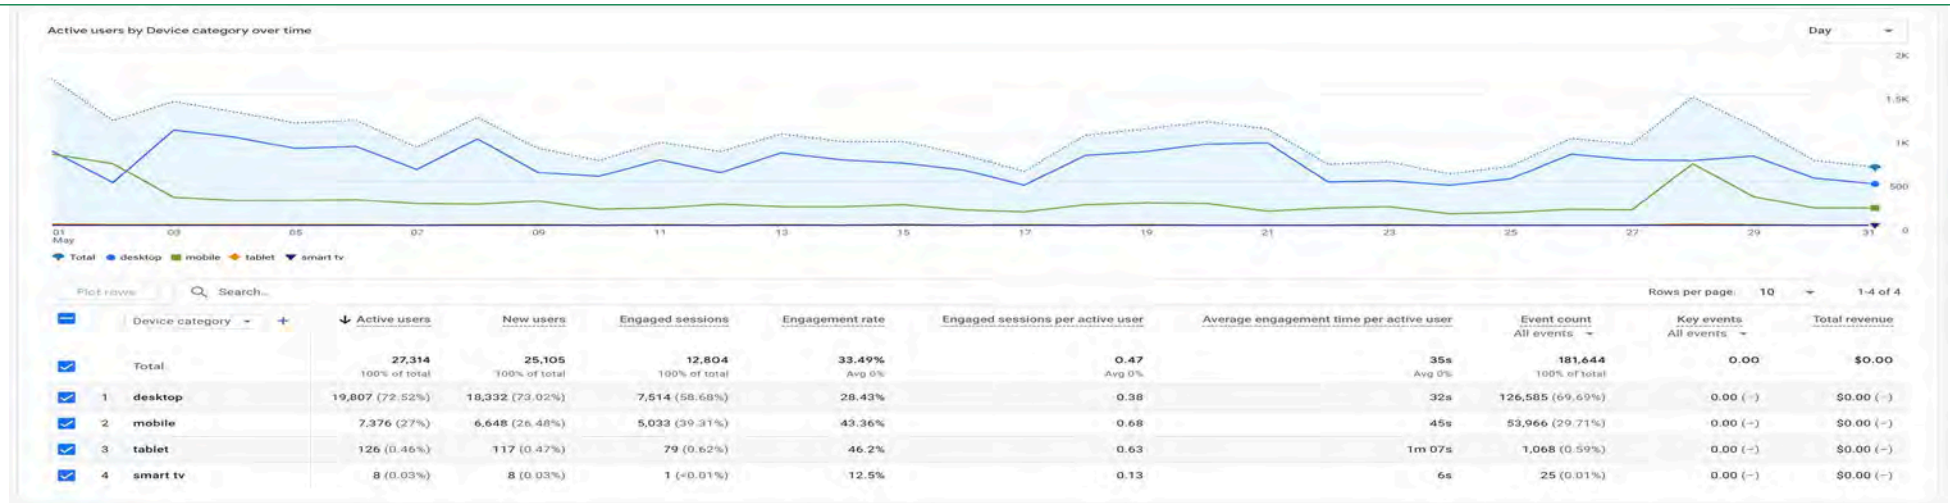 Active users by Device category over time
Day
2K
1.5K
1K
500
0
01 03 05 07 09 11 13 15 17 19 21 23 25 27 29 31
May
Total desktop mobile tablet smart tv
Plot rows Search... Rows per page: 10 1-4 of 4
Device category + Active users New users Engaged sessions Engagement rate Engaged sessions per active user Average engagement time per active user Event count Key events Total revenue
All events All events
Total 27,314 25,105 12,804 33.49% 0.47 35s 181,644 0.00 $0.00
100% of total 100% of total 100% of total Avg 0% Avg 0% Avg 0% 100% of total
1 desktop 19,807 (72.52%) 18,332 (73.02%) 7,514 (58.68%) 28.43% 0.38 32s 126,585 (69.69%) 0.00 (–) $0.00 (–)
2 mobile 7,376 (27%) 6,648 (26.48%) 5,033 (39.31%) 43.36% 0.68 45s 53,966 (29.71%) 0.00 (–) $0.00 (–)
3 tablet 126 (0.46%) 117 (0.47%) 79 (0.62%) 46.2% 0.63 1m 07s 1,068 (0.59%) 0.00 (–) $0.00 (–)
4 smart tv 8 (0.03%) 8 (0.03%) 1 (<0.01%) 12.5% 0.13 6s 25 (0.01%) 0.00 (–) $0.00 (–)